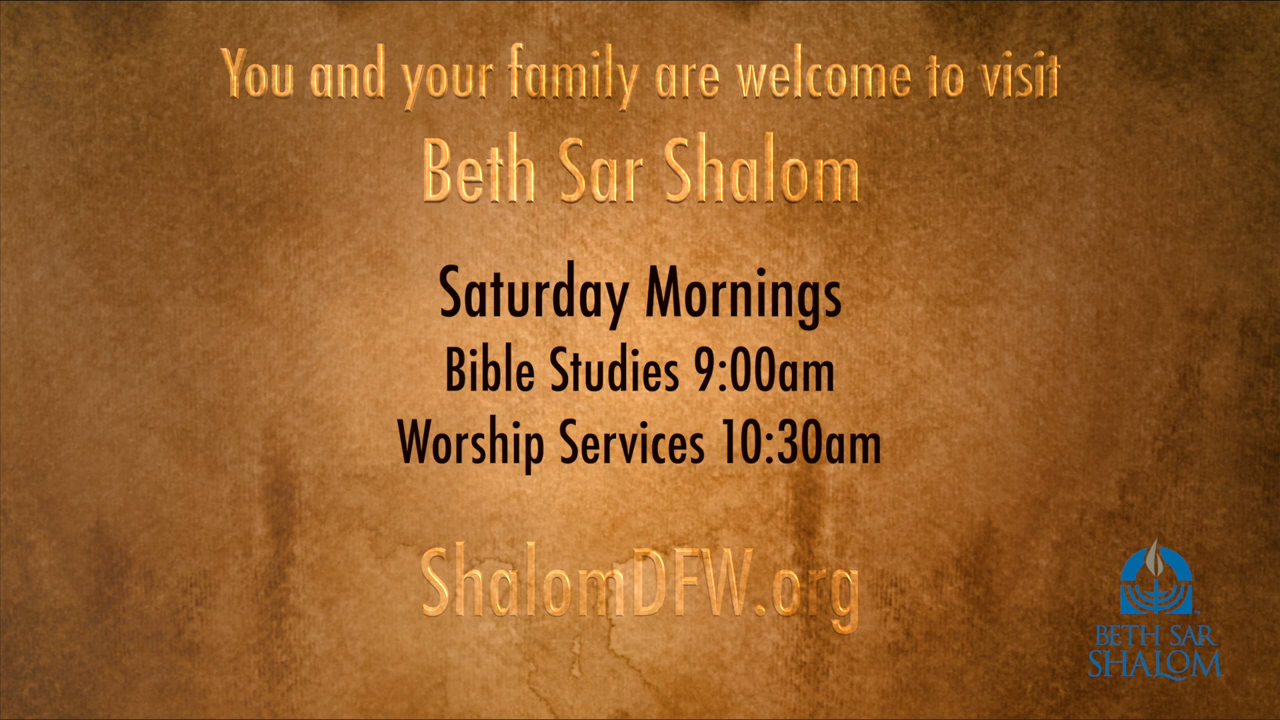 You and your family are welcome to visit
Beth Sar Shalom
Saturday Mornings
Bible Studies 9:00am
Worship Services 10:30am
ShalomDFW.org
BETH SAR
SHALOM